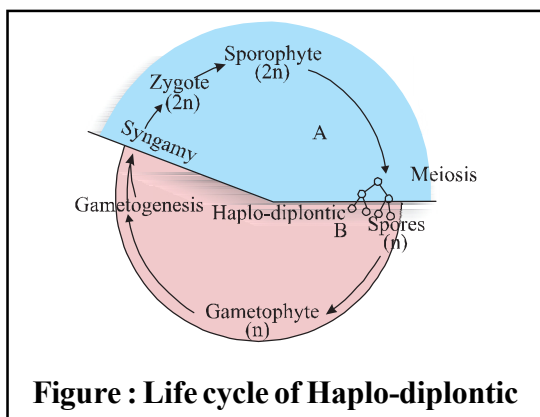 Sporophyte
(2n)
Zygote
(2n)
Syngamy
A
Meiosis
Gametogenesis
Haplo-diplontic
B
Spores
(n)
Gametophyte
(n)
Figure : Life cycle of Haplo-diplontic